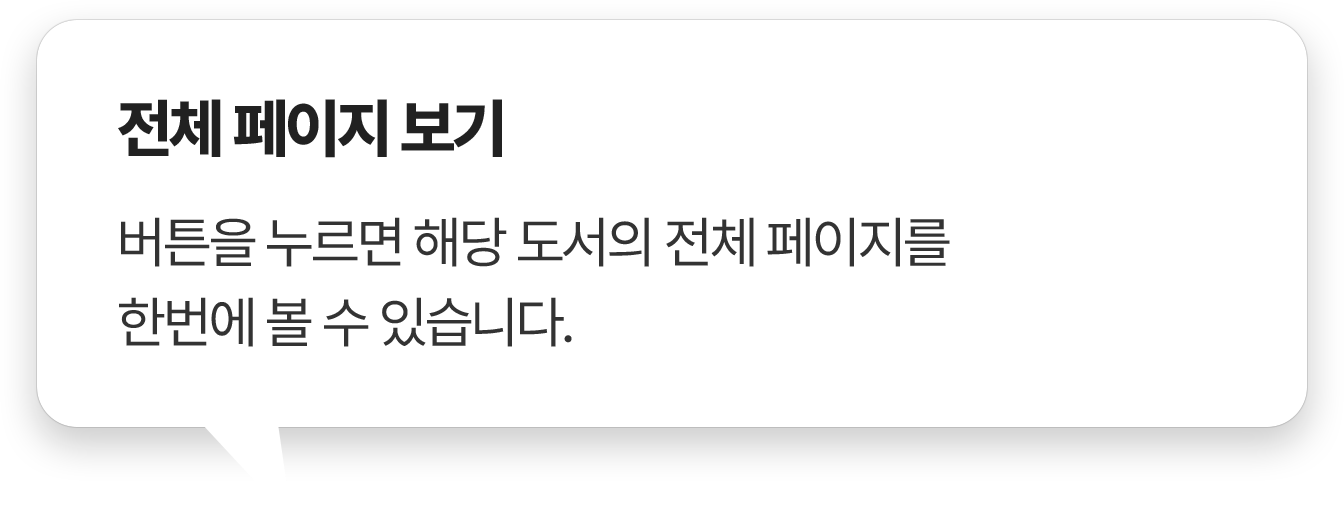 전체 페이지 보기
버튼을 누르면 해당 도서의 전체 페이지를
한번에 볼 수 있습니다.